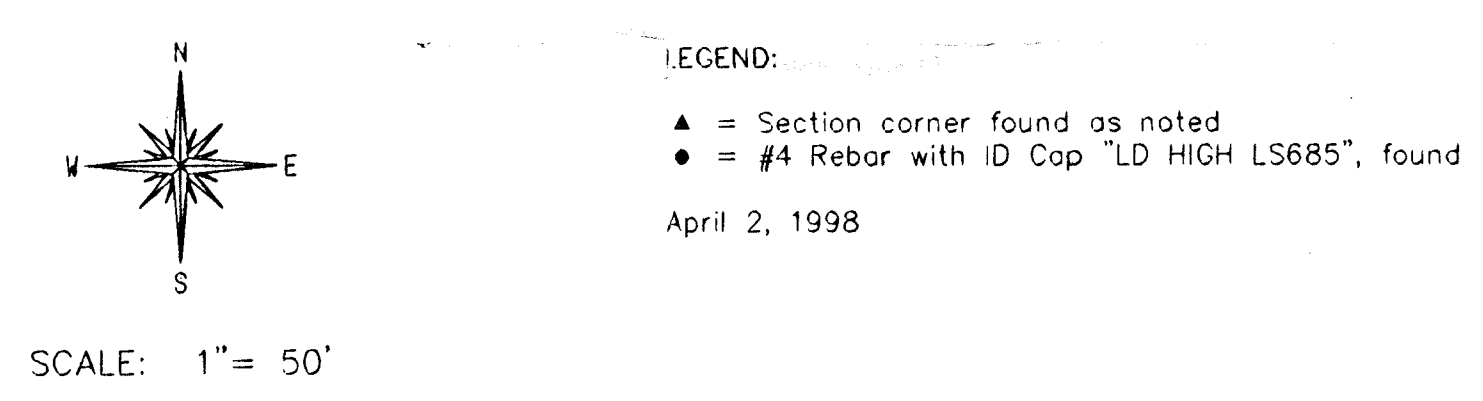 N
W E
S
SCALE: 1"= 50'
LEGEND:
▲ = Section corner found as noted
● = #4 Rebar with ID Cap "LD HIGH LS685", found
April 2, 1998